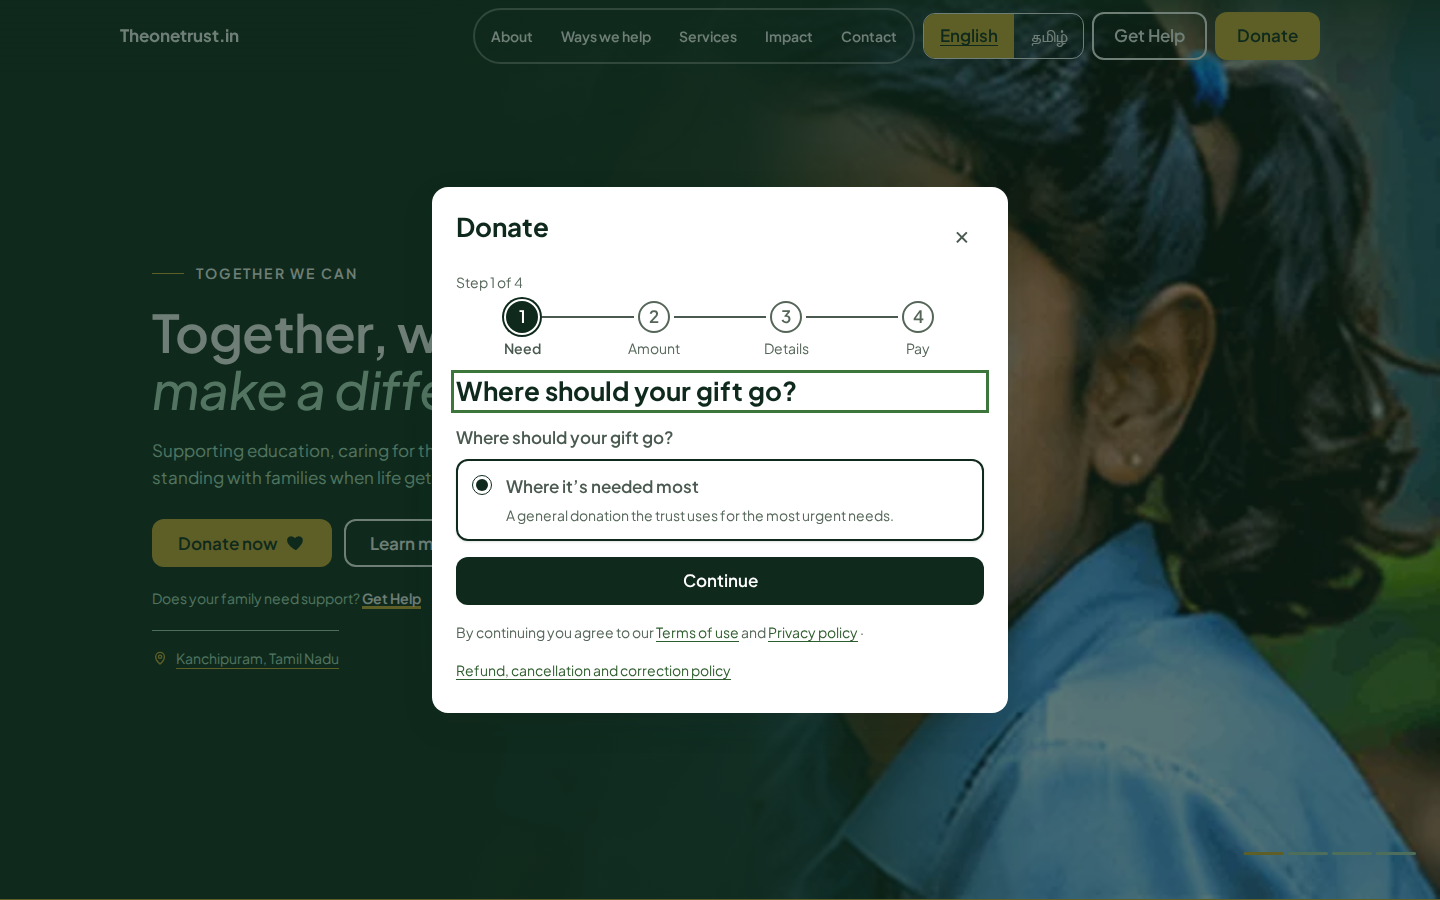 Theonetrust.in
About
Ways we help
Services
Impact
Contact
English
தமிழ்
Get Help
Donate
TOGETHER WE CAN
Together, w
make a diffe
Supporting education, caring for th
standing with families when life get
Donate now
Learn m
Does your family need support? Get Help
Kanchipuram, Tamil Nadu
Donate
×
Step 1 of 4
1
2
3
4
Need
Amount
Details
Pay
Where should your gift go?
Where should your gift go?
Where it’s needed most
A general donation the trust uses for the most urgent needs.
Continue
By continuing you agree to our Terms of use and Privacy policy ·
Refund, cancellation and correction policy